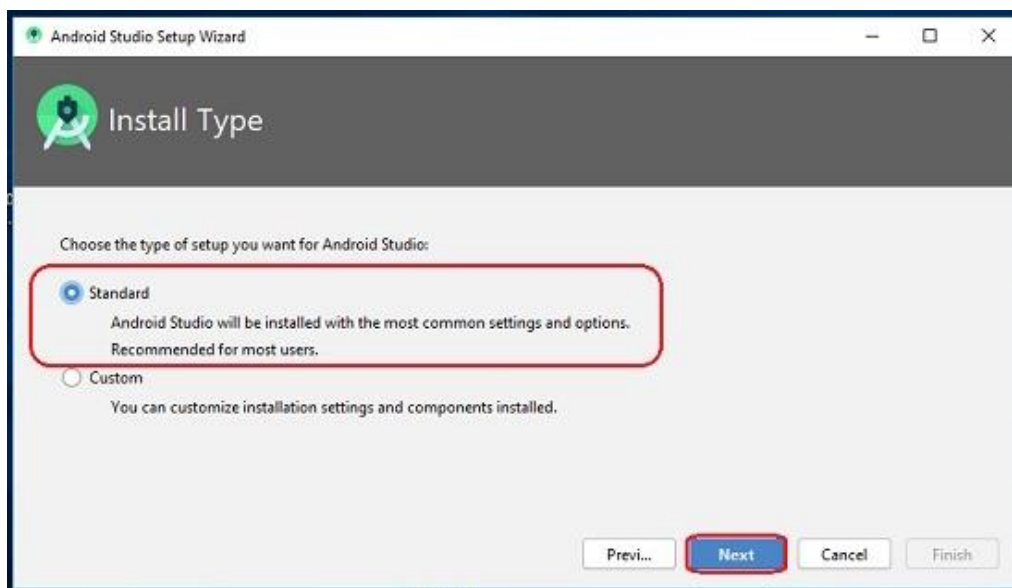 Android Studio Setup Wizard
Install Type
Choose the type of setup you want for Android Studio:
Standard
Android Studio will be installed with the most common settings and options.
Recommended for most users.
Custom
You can customize installation settings and components installed.
Previ... Next Cancel Finish